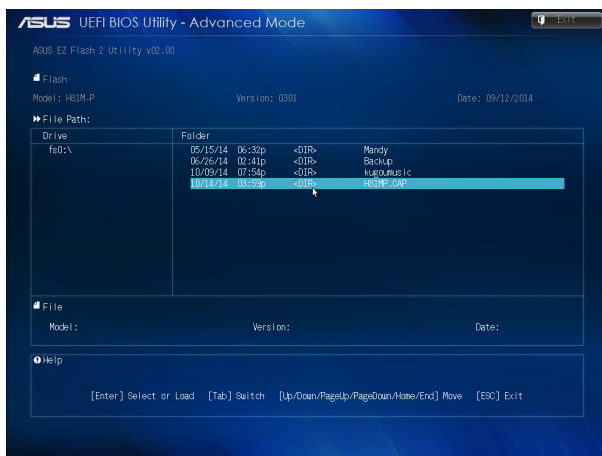 ASUS UEFI BIOS Utility - Advanced Mode
Exit
ASUS EZ Flash 2 Utility v02.00
Flash
Model: H81M-P Version: 0301 Date: 09/12/2014
File Path:
Drive Folder
fs0:\ 05/15/14 06:32p <DIR> Mandy
06/26/14 02:41p <DIR> Backup
10/09/14 07:54p <DIR> kugoumusic
10/14/14 03:59p <DIR> H81MP.CAP
File
Model: Version: Date:
Help
[Enter] Select or Load [Tab] Switch [Up/Down/PageUp/PageDown/Home/End] Move [ESC] Exit